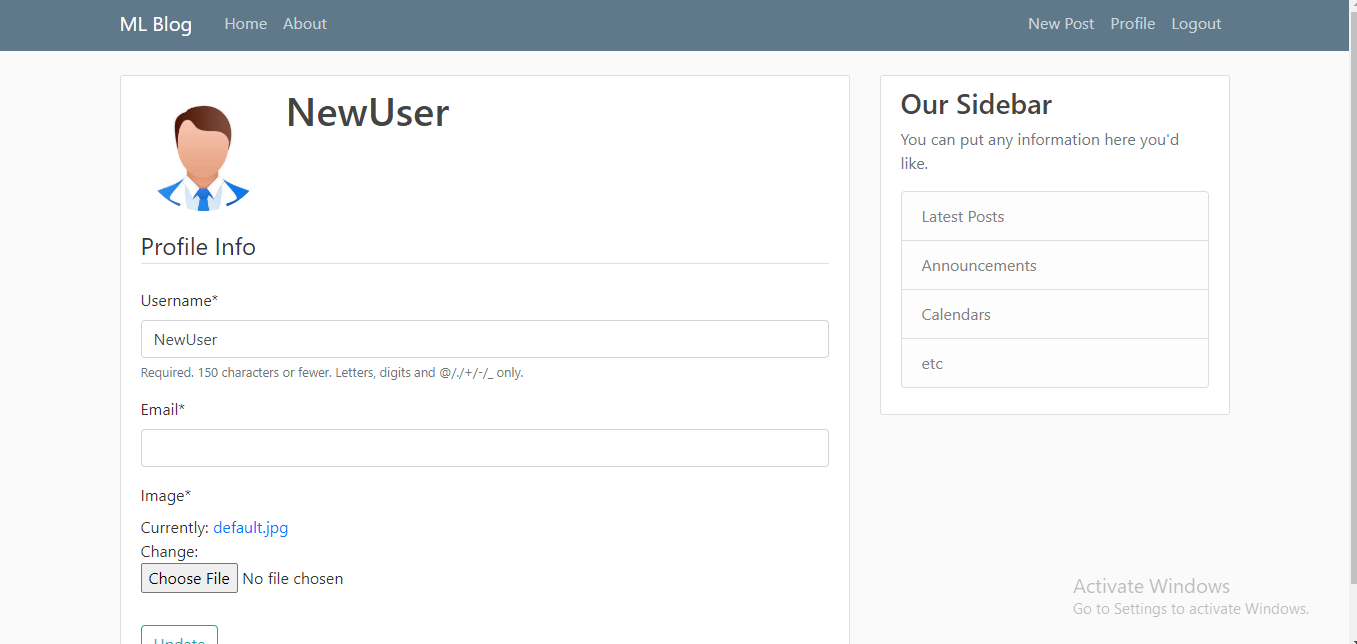 ML Blog Home About New Post Profile Logout
NewUser
Profile Info
Username*
NewUser
Required. 150 characters or fewer. Letters, digits and @/./+/-/_ only.
Email*
Image*
Currently: default.jpg
Change:
Choose File No file chosen
Update
Our Sidebar
You can put any information here you'd
like.
Latest Posts
Announcements
Calendars
etc
Activate Windows
Go to Settings to activate Windows.